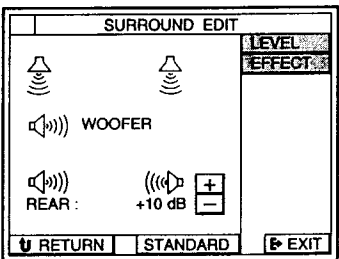 SURROUND EDIT
LEVEL
EFFECT
WOOFER
+
REAR : +10 dB −
RETURN STANDARD EXIT